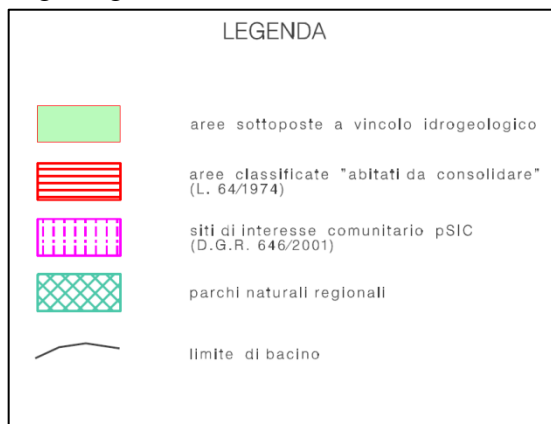 LEGENDA
aree sottoposte a vincolo idrogeologico
aree classificate "abitati da consolidare"
(L. 64/1974)
siti di interesse comunitario pSIC
(D.G.R. 646/2001)
parchi naturali regionali
limite di bacino